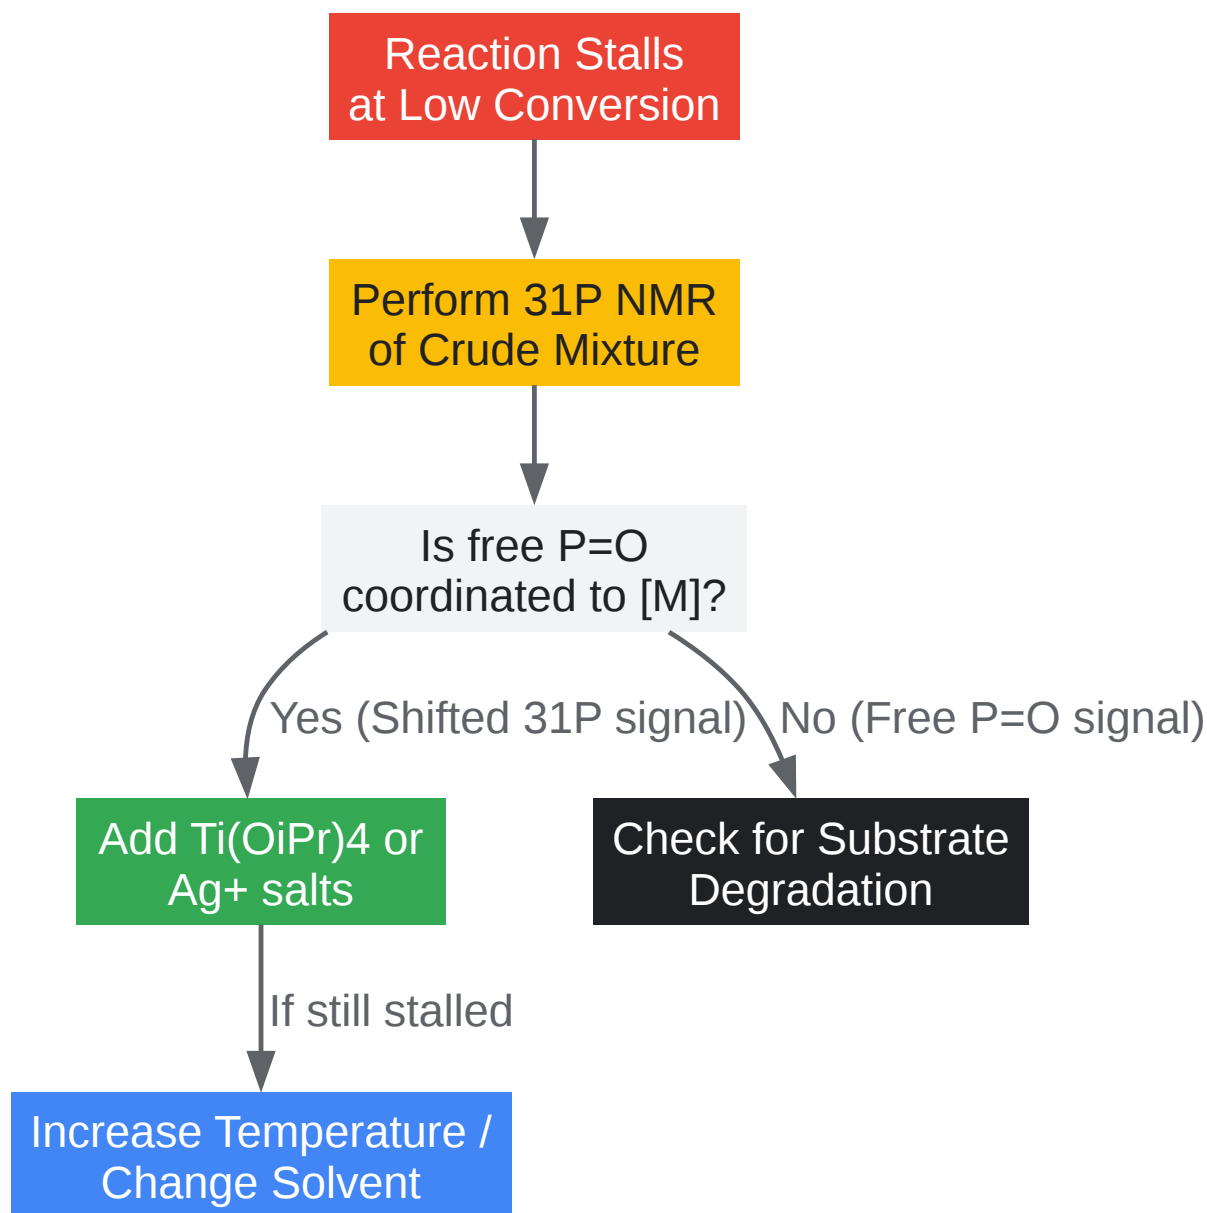 Reaction Stalls
at Low Conversion
Perform 31P NMR
of Crude Mixture
Is free P=O
coordinated to [M]?
Yes (Shifted 31P signal)
No (Free P=O signal)
Add Ti(OiPr)4 or
Ag+ salts
Check for Substrate
Degradation
If still stalled
Increase Temperature /
Change Solvent